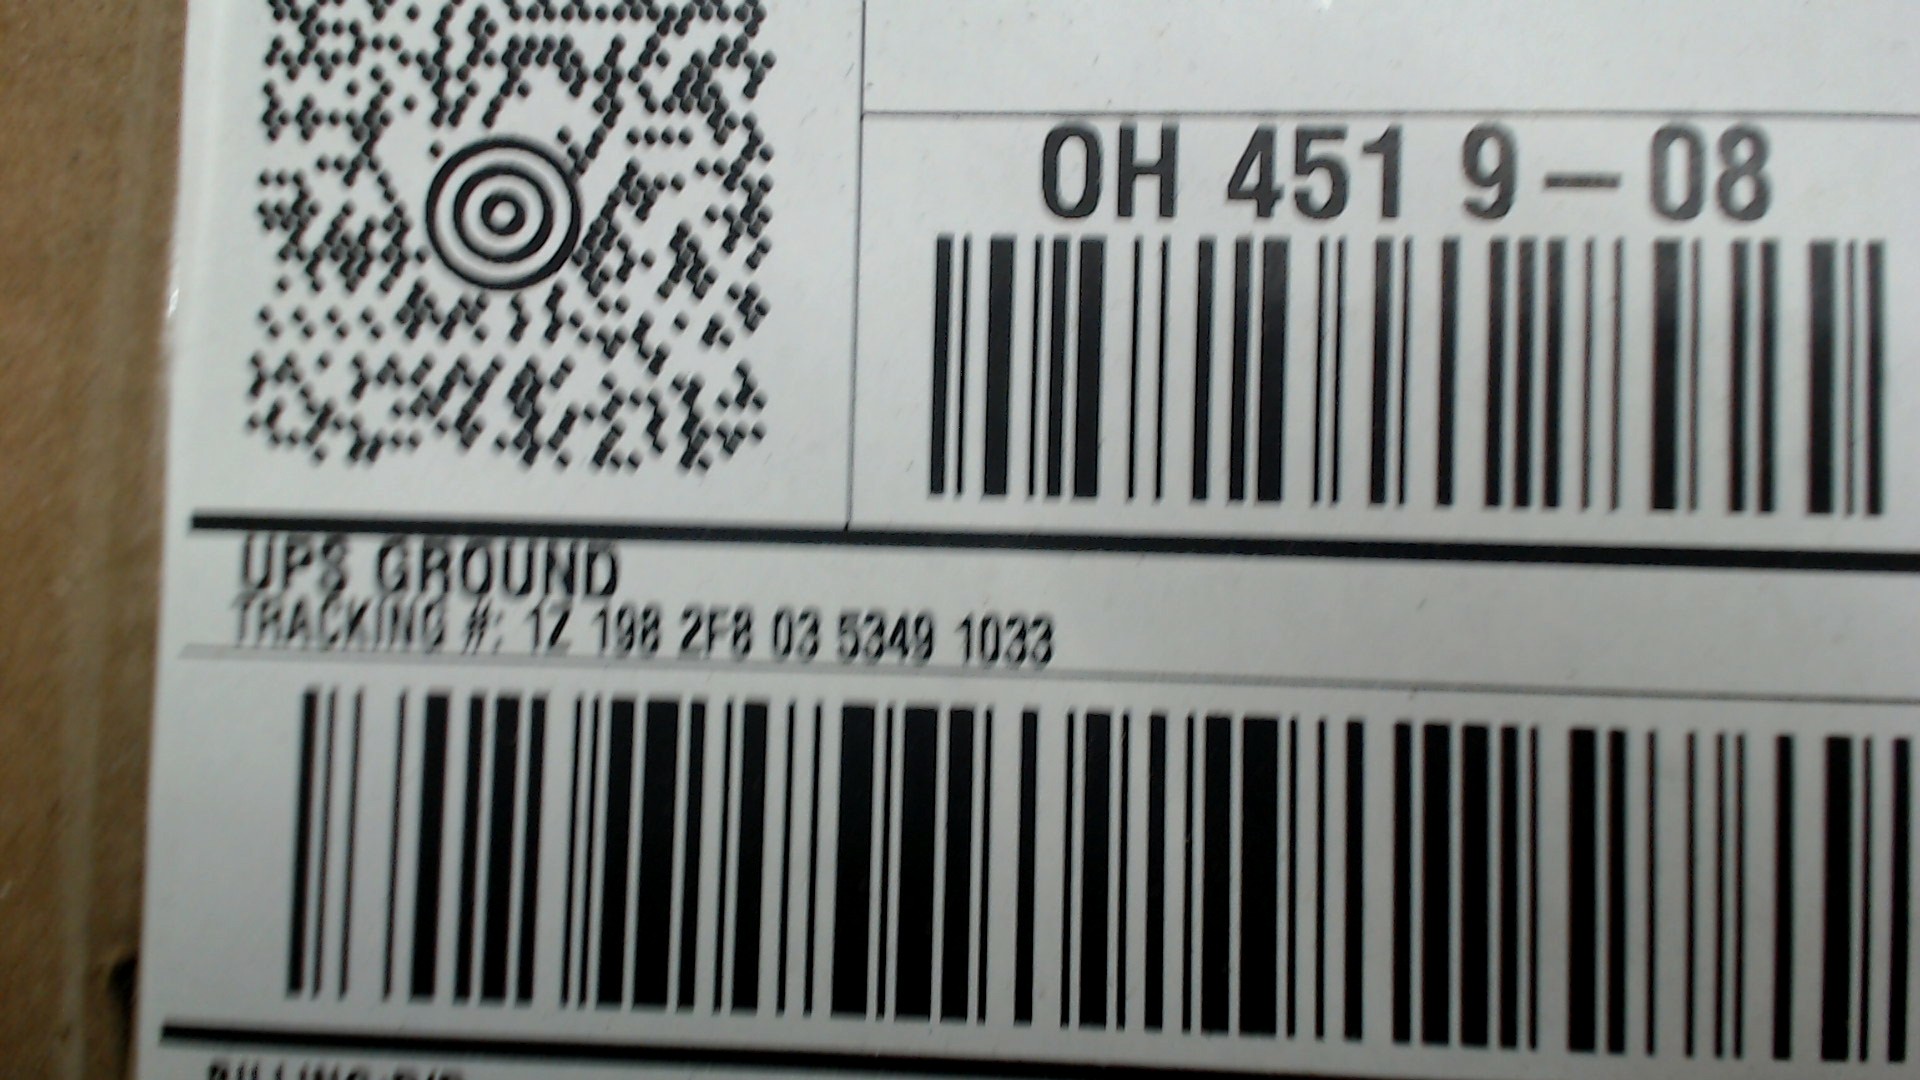 OH 451 9-08
UPS GROUND
TRACKING #: 1Z 198 2F8 03 5349 1033